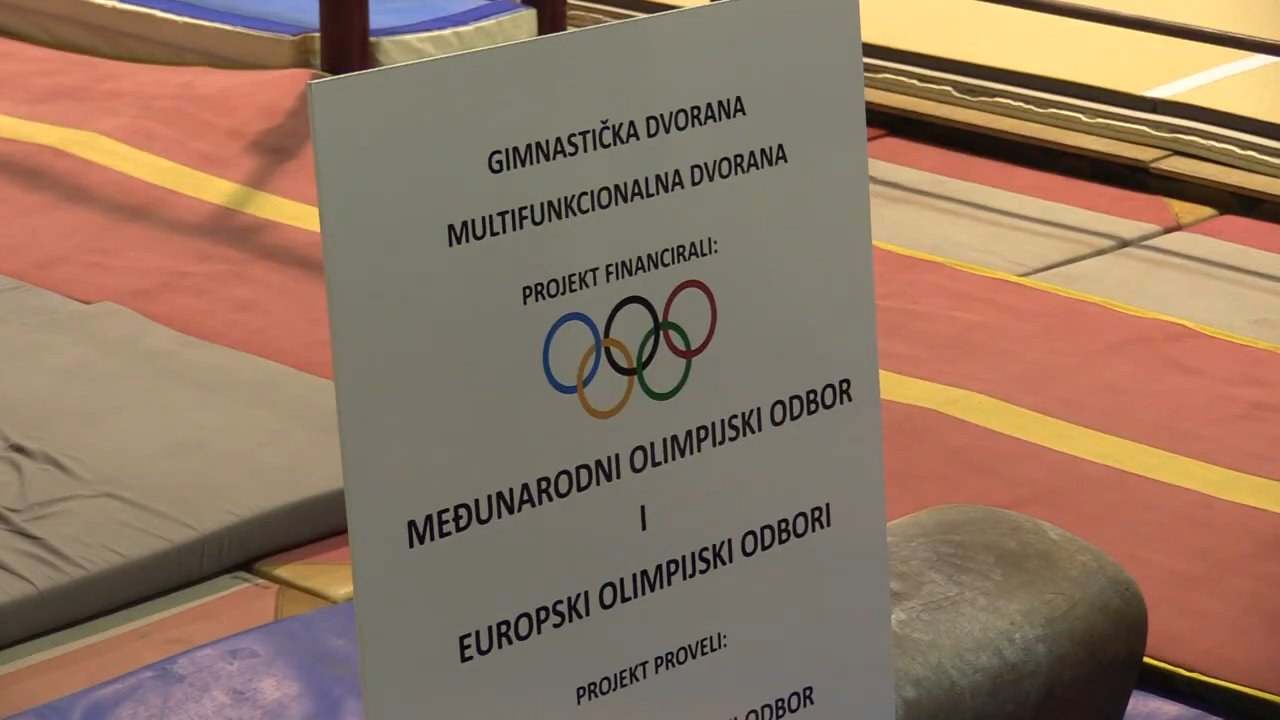 GIMNASTIČKA DVORANA
MULTIFUNKCIONALNA DVORANA
PROJEKT FINANCIRALI:
MEĐUNARODNI OLIMPIJSKI ODBOR
I
EUROPSKI OLIMPIJSKI ODBORI
PROJEKT PROVELI:
ODBOR